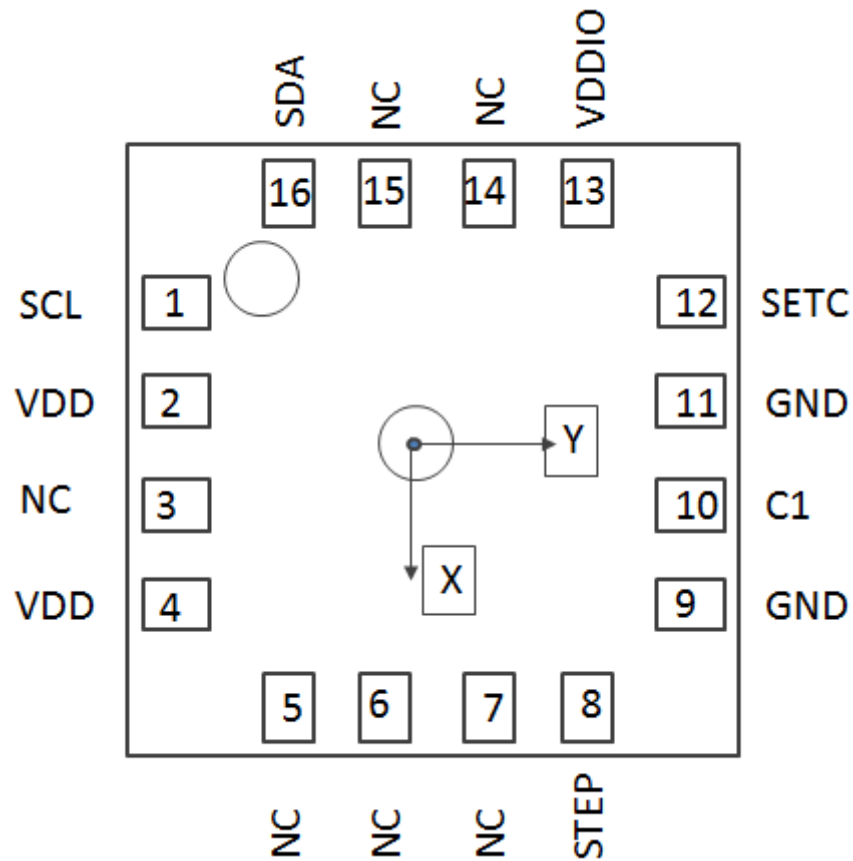 SDA NC NC VDDIO
16 15 14 13
SCL 1 12 SETC
VDD 2 11 GND
Y
NC 3 10 C1
X
VDD 4 9 GND
5 6 7 8
NC NC NC STEP